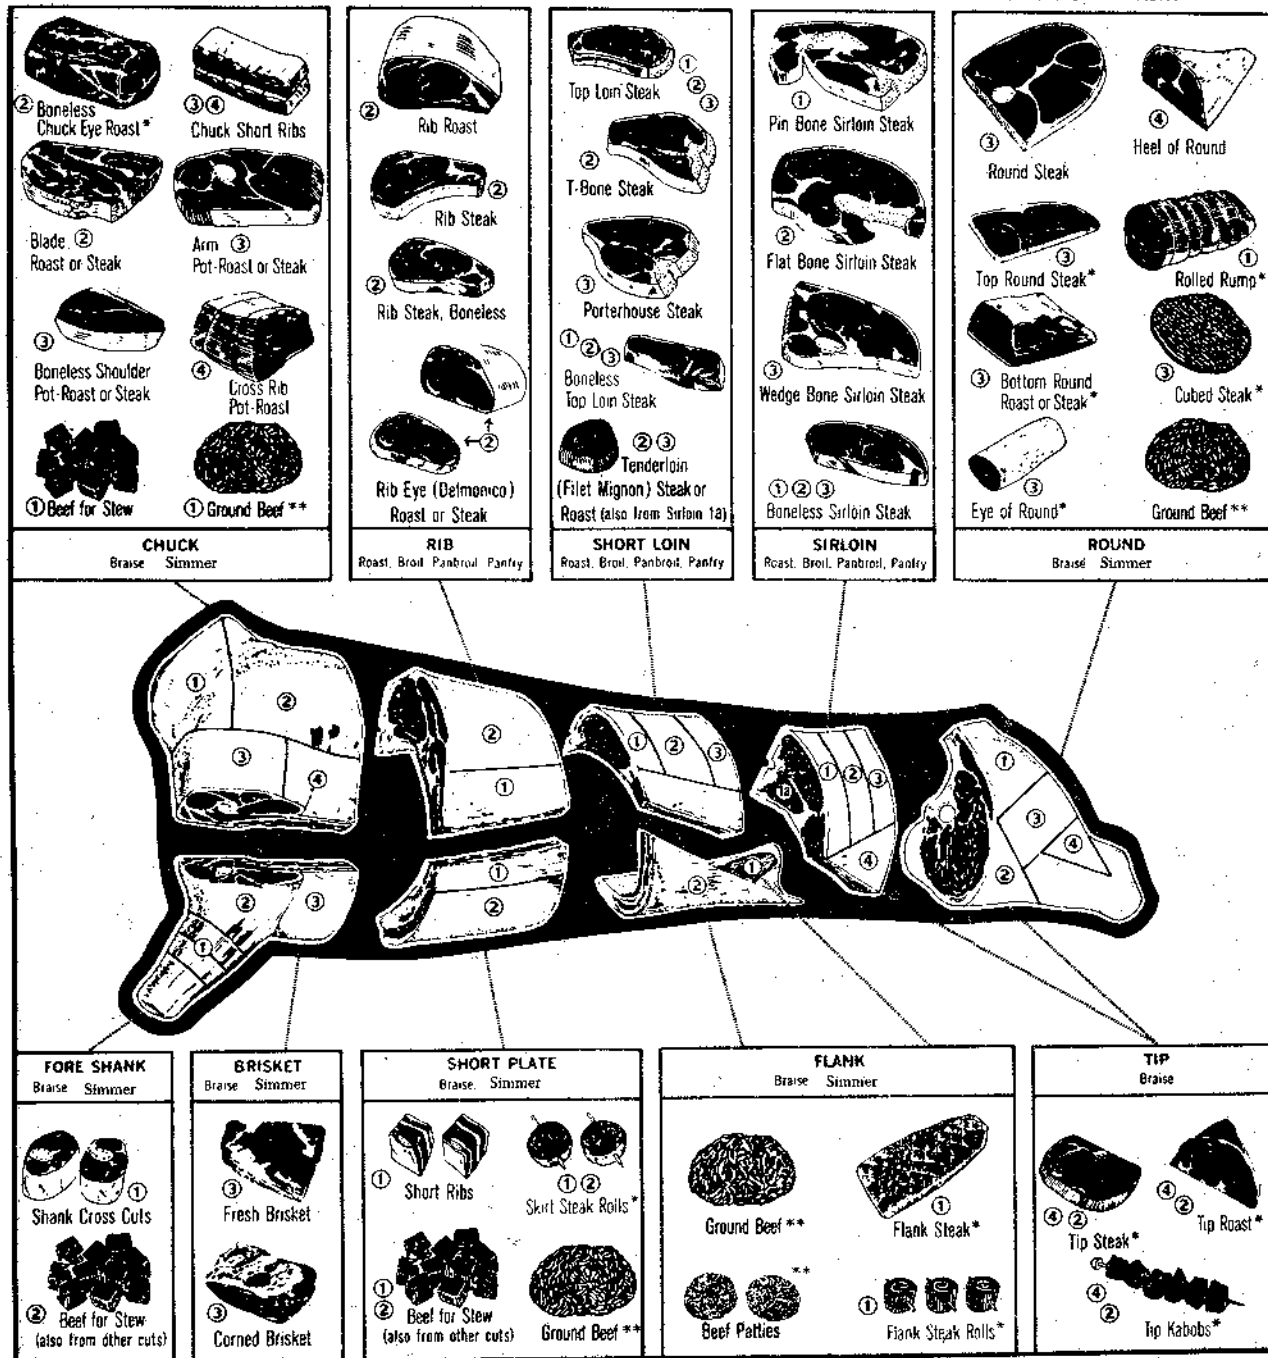 ②
Boneless
Chuck Eye Roast*
③④
Chuck Short Ribs
Blade ②
Roast or Steak
Arm ③
Pot-Roast or Steak
③
Boneless Shoulder
Pot-Roast or Steak
④
Cross Rib
Pot-Roast
① Beef for Stew
① Ground Beef **
CHUCK
Braise Simmer
②
Rib Roast
②
Rib Steak
②
Rib Steak, Boneless
←②
Rib Eye (Delmonico)
Roast or Steak
RIB
Roast, Broil, Panbroil, Panfry
①
②
③
Top Loin Steak
②
T-Bone Steak
③
Porterhouse Steak
①②③
Boneless
Top Loin Steak
②③
Tenderloin
(Filet Mignon) Steak or
Roast (also from Sirloin 1a)
SHORT LOIN
Roast, Broil, Panbroil, Panfry
①
Pin Bone Sirloin Steak
②
Flat Bone Sirloin Steak
③
Wedge Bone Sirloin Steak
①②③
Boneless Sirloin Steak
SIRLOIN
Roast, Broil, Panbroil, Panfry
③
Round Steak
④
Heel of Round
③
Top Round Steak*
①
Rolled Rump*
③ Bottom Round
Roast or Steak*
③
Cubed Steak*
③
Eye of Round*
Ground Beef**
ROUND
Braise Simmer
①
②
③
④
②
①
①
②
③
1a
①
②
③
④
1
③
④
②
②
③
①
①
②
②
①
FORE SHANK
Braise Simmer
①
Shank Cross Cuts
② Beef for Stew
(also from other cuts)
BRISKET
Braise Simmer
③
Fresh Brisket
③
Corned Brisket
SHORT PLATE
Braise, Simmer
①
Short Ribs
①②
Skirt Steak Rolls*
①
② Beef for Stew
(also from other cuts)
Ground Beef**
FLANK
Braise Simmer
Ground Beef**
①
Flank Steak*
**
Beef Patties
①
Flank Steak Rolls*
TIP
Braise
④②
Tip Steak*
④
②
Tip Roast*
④
②
Tip Kabobs*